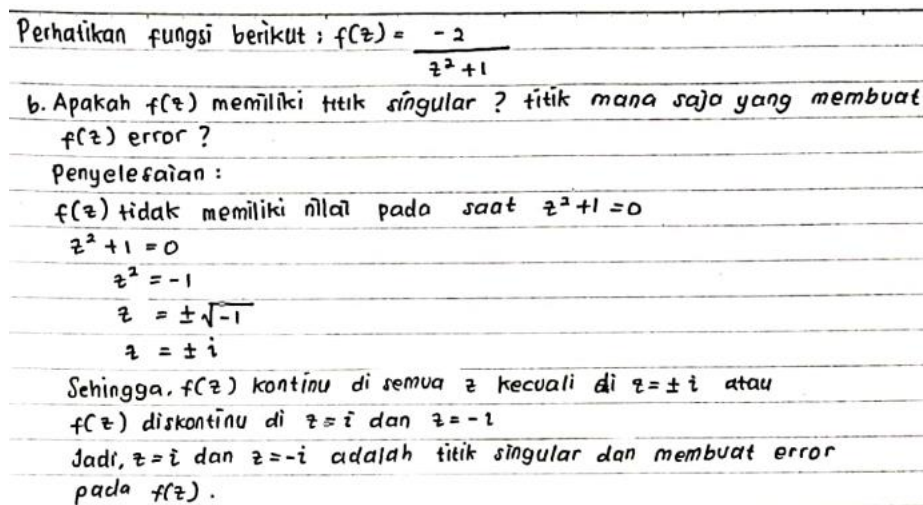 Perhatikan fungsi berikut ; f(z) = -2
z² + 1
b. Apakah f(z) memiliki titik singular ? titik mana saja yang membuat
f(z) error ?
Penyelesaian :
f(z) tidak memiliki nilai pada saat z² + 1 = 0
z² + 1 = 0
z² = -1
z = ± √-1
z = ± i
Sehingga, f(z) kontinu di semua z kecuali di z = ± i atau
f(z) diskontinu di z = i dan z = -i
Jadi, z = i dan z = -i adalah titik singular dan membuat error
pada f(z).